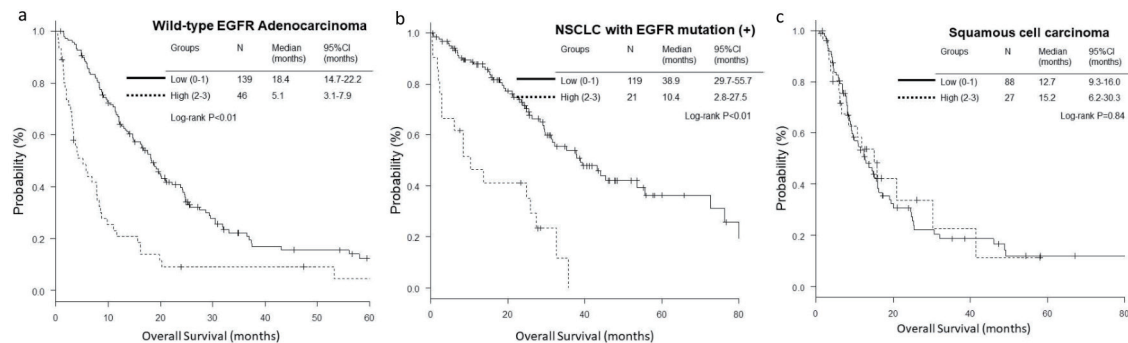 a
Wild-type EGFR Adenocarcinoma
Groups N Median (months) 95%CI (months)
Low (0-1) 139 18.4 14.7-22.2
High (2-3) 46 5.1 3.1-7.9
Log-rank P<0.01
Probability (%)
1.0
0.8
0.6
0.4
0.2
0.0
0 10 20 30 40 50 60
Overall Survival (months)
b
NSCLC with EGFR mutation (+)
Groups N Median (months) 95%CI (months)
Low (0-1) 119 38.9 29.7-55.7
High (2-3) 21 10.4 2.8-27.5
Log-rank P<0.01
Probability (%)
1.0
0.8
0.6
0.4
0.2
0.0
0 20 40 60 80
Overall Survival (months)
c
Squamous cell carcinoma
Groups N Median (months) 95%CI (months)
Low (0-1) 88 12.7 9.3-16.0
High (2-3) 27 15.2 6.2-30.3
Log-rank P=0.84
Probability (%)
1.0
0.8
0.6
0.4
0.2
0.0
0 20 40 60 80
Overall Survival (months)